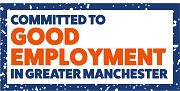 COMMITTED TO
GOOD
EMPLOYMENT
IN GREATER MANCHESTER